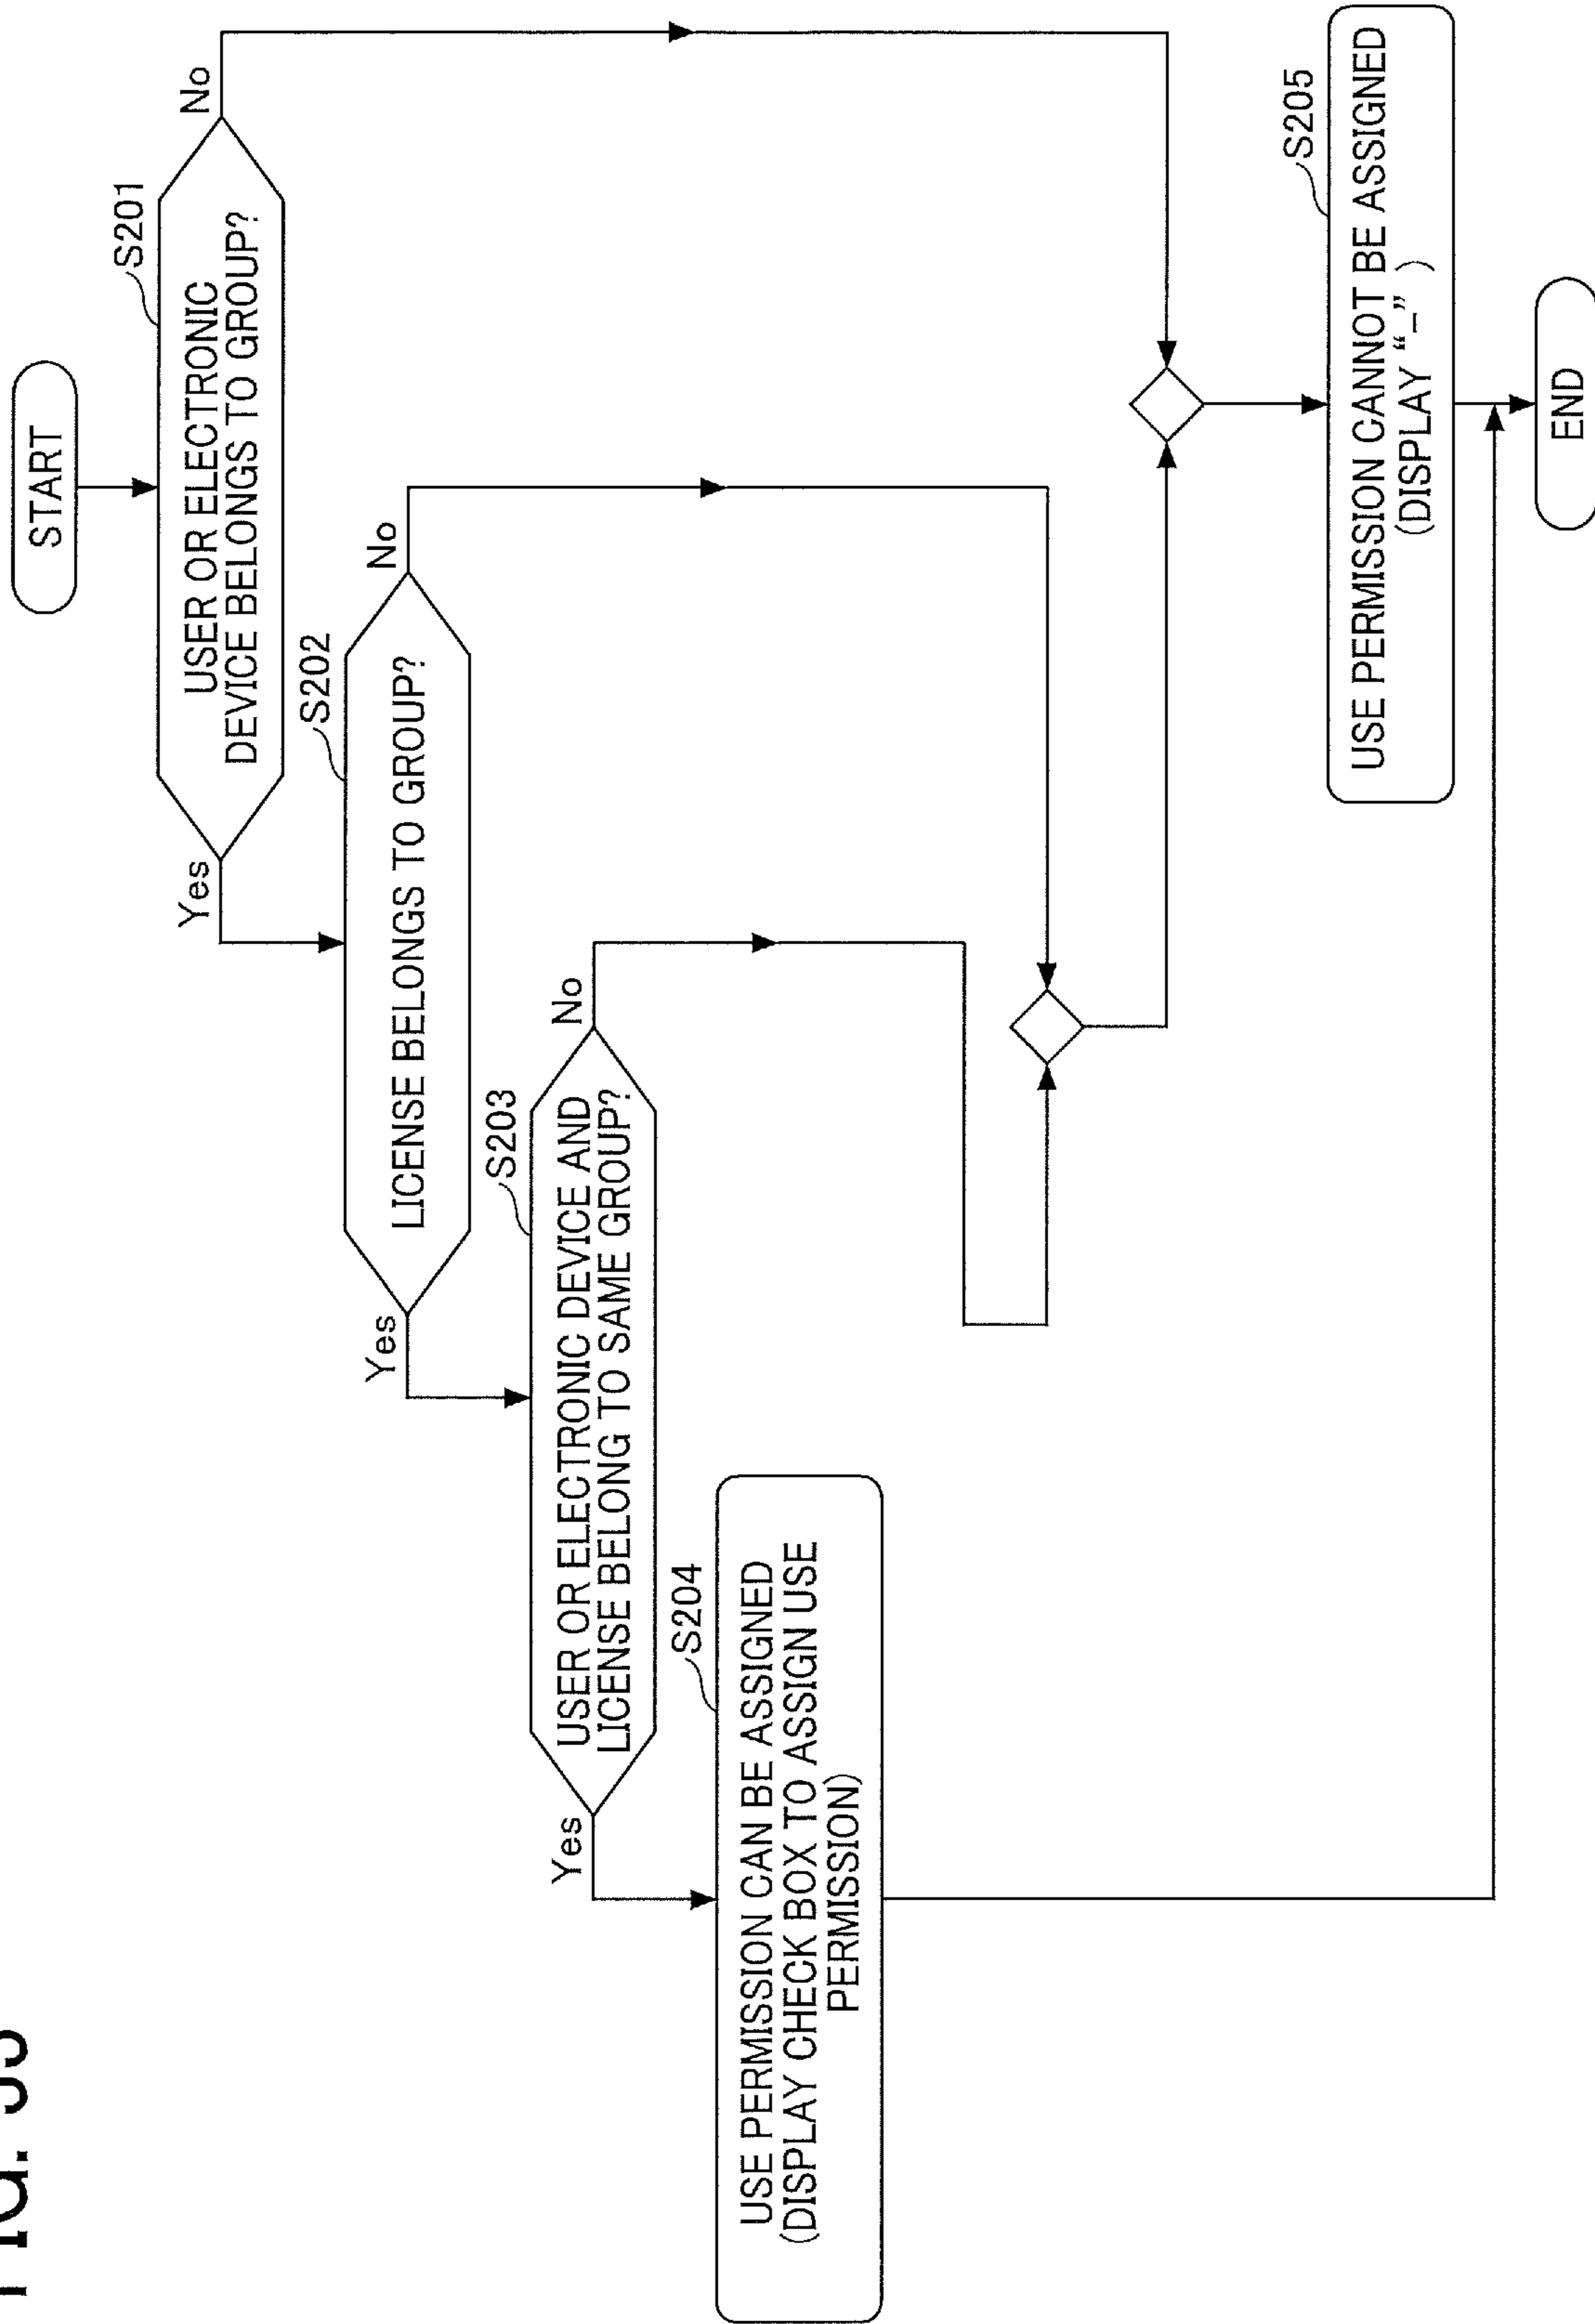 START
S201
USER OR ELECTRONIC
DEVICE BELONGS TO GROUP?
Yes
No
S202
LICENSE BELONGS TO GROUP?
Yes
No
S203
USER OR ELECTRONIC DEVICE AND
LICENSE BELONG TO SAME GROUP?
Yes
No
S204
USE PERMISSION CAN BE ASSIGNED
(DISPLAY CHECK BOX TO ASSIGN USE
PERMISSION)
S205
USE PERMISSION CANNOT BE ASSIGNED
(DISPLAY “–” )
END